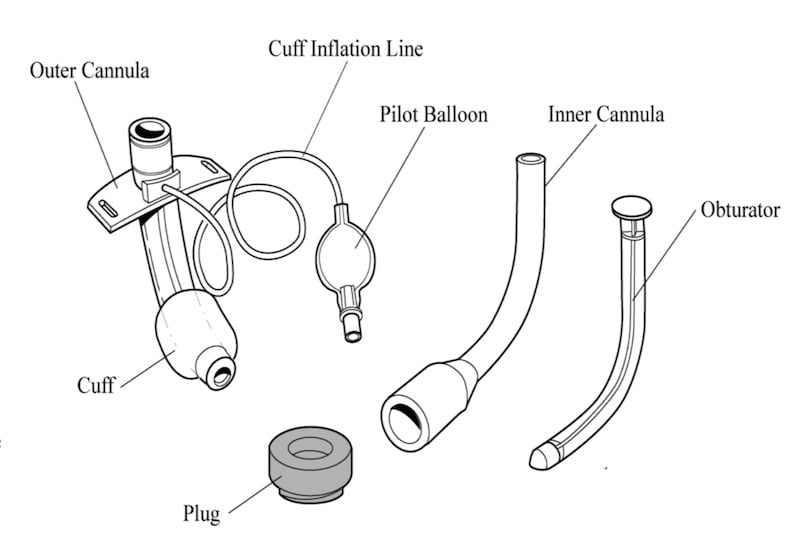 Cuff Inflation Line
Outer Cannula
Pilot Balloon
Inner Cannula
Obturator
Cuff
Plug